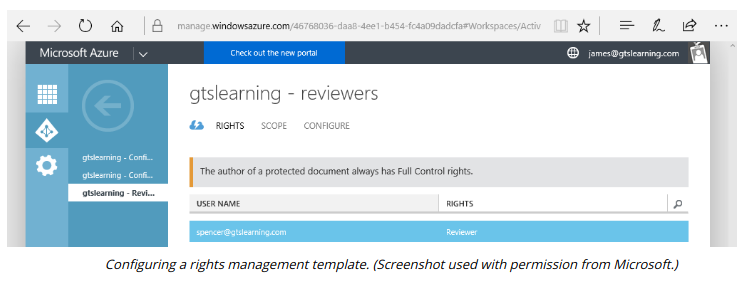 manage.windowsazure.com/46768036-daa8-4ee1-b454-fc4a09dadcfa#Workspaces/Activ
Microsoft Azure
Check out the new portal
james@gtslearning.com
gtslearning - reviewers
RIGHTS SCOPE CONFIGURE
gtslearning - Confi...
gtslearning - Confi...
gtslearning - Revi...
The author of a protected document always has Full Control rights.
USER NAME RIGHTS
spencer@gtslearning.com Reviewer
Configuring a rights management template. (Screenshot used with permission from Microsoft.)